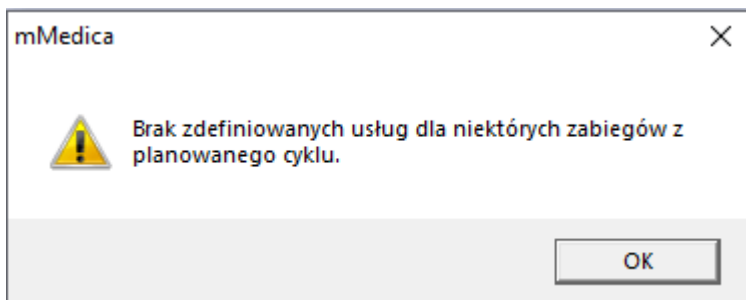 mMedica
Brak zdefiniowanych usług dla niektórych zabiegów z
planowanego cyklu.
OK